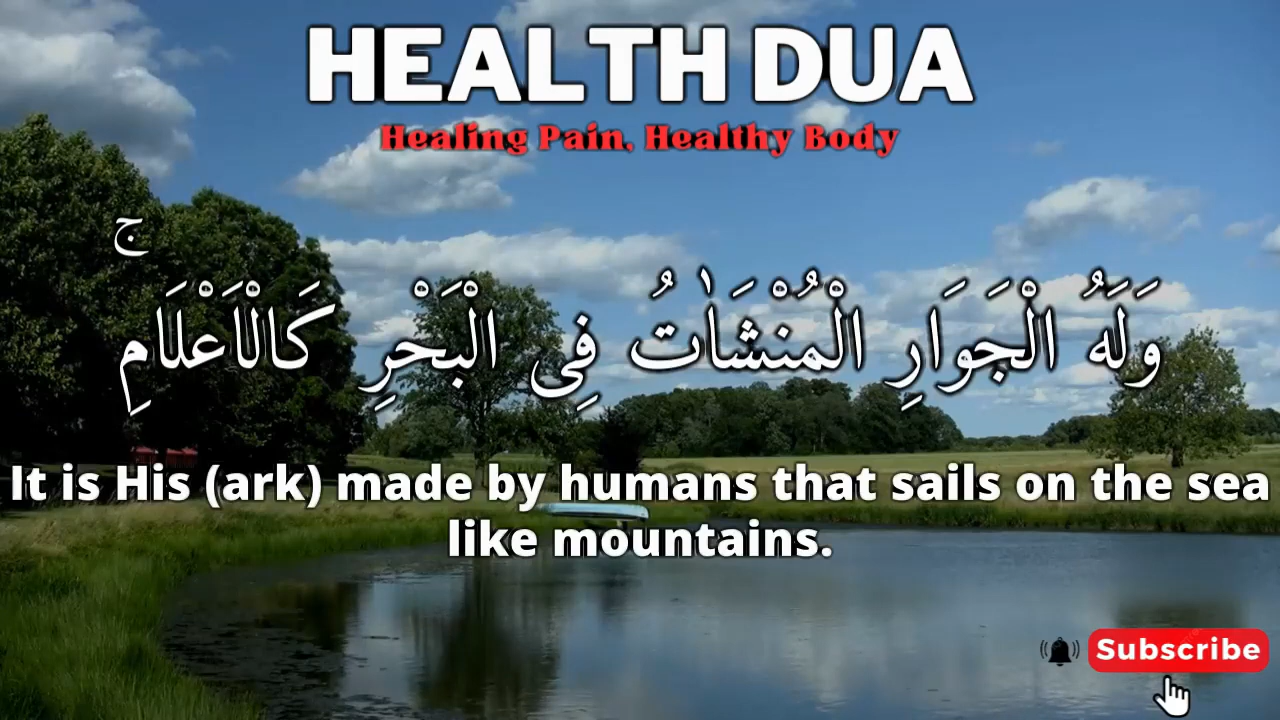 HEALTH DUA
Healing Pain, Healthy Body
وَلَهُ الْجَوَارِ الْمُنْشَاٰتُ فِى الْبَحْرِ كَالْاَعْلَامِۚ
It is His (ark) made by humans that sails on the sea
like mountains.
Subscribe